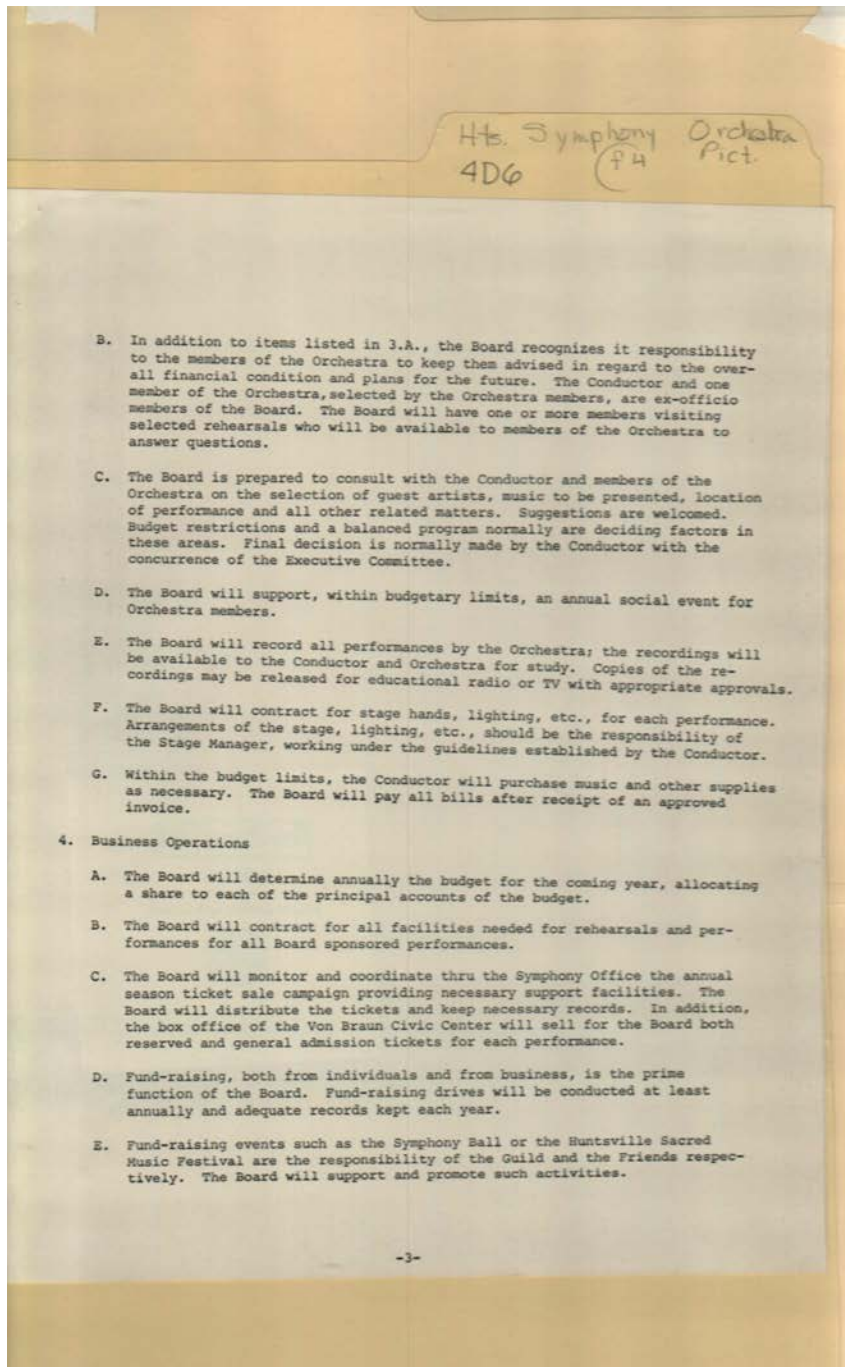 Hts. Symphony Orchestra
4D6 (f4 Pict.
B. In addition to items listed in 3.A., the Board recognizes it responsibility
to the members of the Orchestra to keep them advised in regard to the over-
all financial condition and plans for the future. The Conductor and one
member of the Orchestra, selected by the Orchestra members, are ex-officio
members of the Board. The Board will have one or more members visiting
selected rehearsals who will be available to members of the Orchestra to
answer questions.
C. The Board is prepared to consult with the Conductor and members of the
Orchestra on the selection of guest artists, music to be presented, location
of performance and all other related matters. Suggestions are welcomed.
Budget restrictions and a balanced program normally are deciding factors in
these areas. Final decision is normally made by the Conductor with the
concurrence of the Executive Committee.
D. The Board will support, within budgetary limits, an annual social event for
Orchestra members.
E. The Board will record all performances by the Orchestra; the recordings will
be available to the Conductor and Orchestra for study. Copies of the re-
cordings may be released for educational radio or TV with appropriate approvals.
F. The Board will contract for stage hands, lighting, etc., for each performance.
Arrangements of the stage, lighting, etc., should be the responsibility of
the Stage Manager, working under the guidelines established by the Conductor.
G. Within the budget limits, the Conductor will purchase music and other supplies
as necessary. The Board will pay all bills after receipt of an approved
invoice.
4. Business Operations
A. The Board will determine annually the budget for the coming year, allocating
a share to each of the principal accounts of the budget.
B. The Board will contract for all facilities needed for rehearsals and per-
formances for all Board sponsored performances.
C. The Board will monitor and coordinate thru the Symphony Office the annual
season ticket sale campaign providing necessary support facilities. The
Board will distribute the tickets and keep necessary records. In addition,
the box office of the Von Braun Civic Center will sell for the Board both
reserved and general admission tickets for each performance.
D. Fund-raising, both from individuals and from business, is the prime
function of the Board. Fund-raising drives will be conducted at least
annually and adequate records kept each year.
E. Fund-raising events such as the Symphony Ball or the Huntsville Sacred
Music Festival are the responsibility of the Guild and the Friends respec-
tively. The Board will support and promote such activities.
-3-